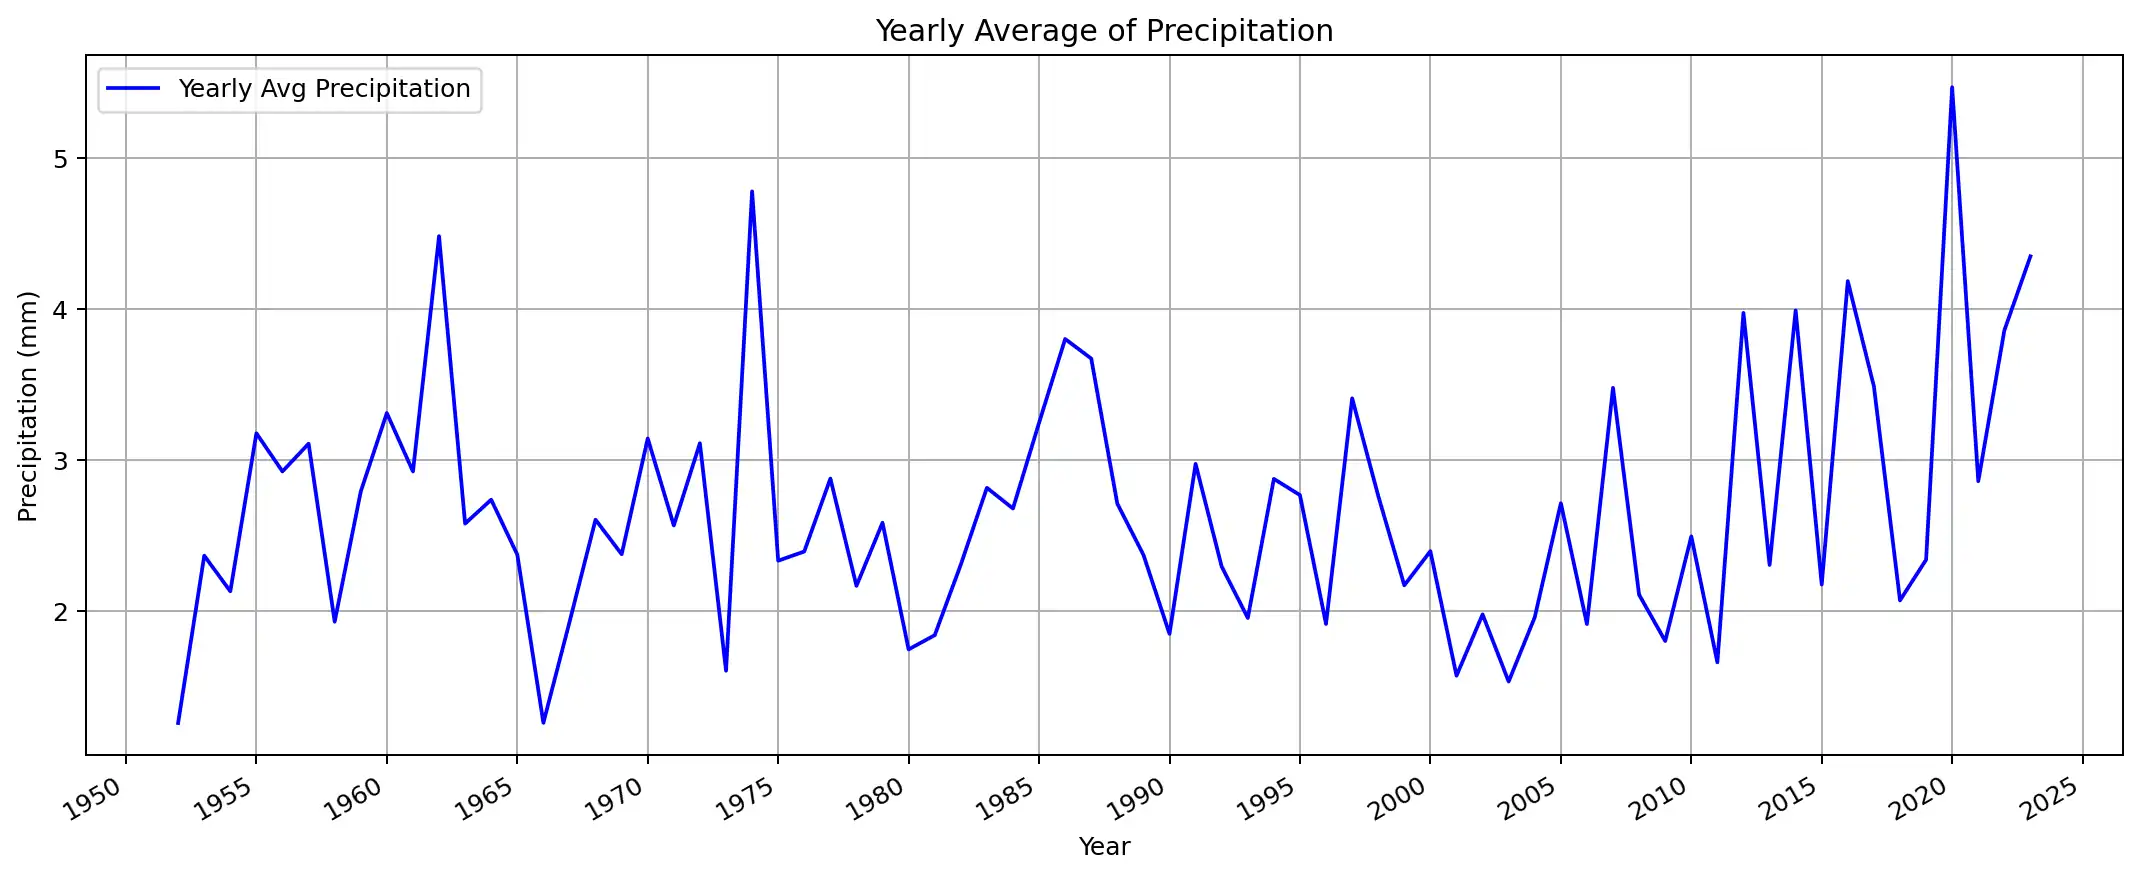 Yearly Average of Precipitation
Yearly Avg Precipitation
Precipitation (mm)
5
4
3
2
1950 1955 1960 1965 1970 1975 1980 1985 1990 1995 2000 2005 2010 2015 2020 2025
Year